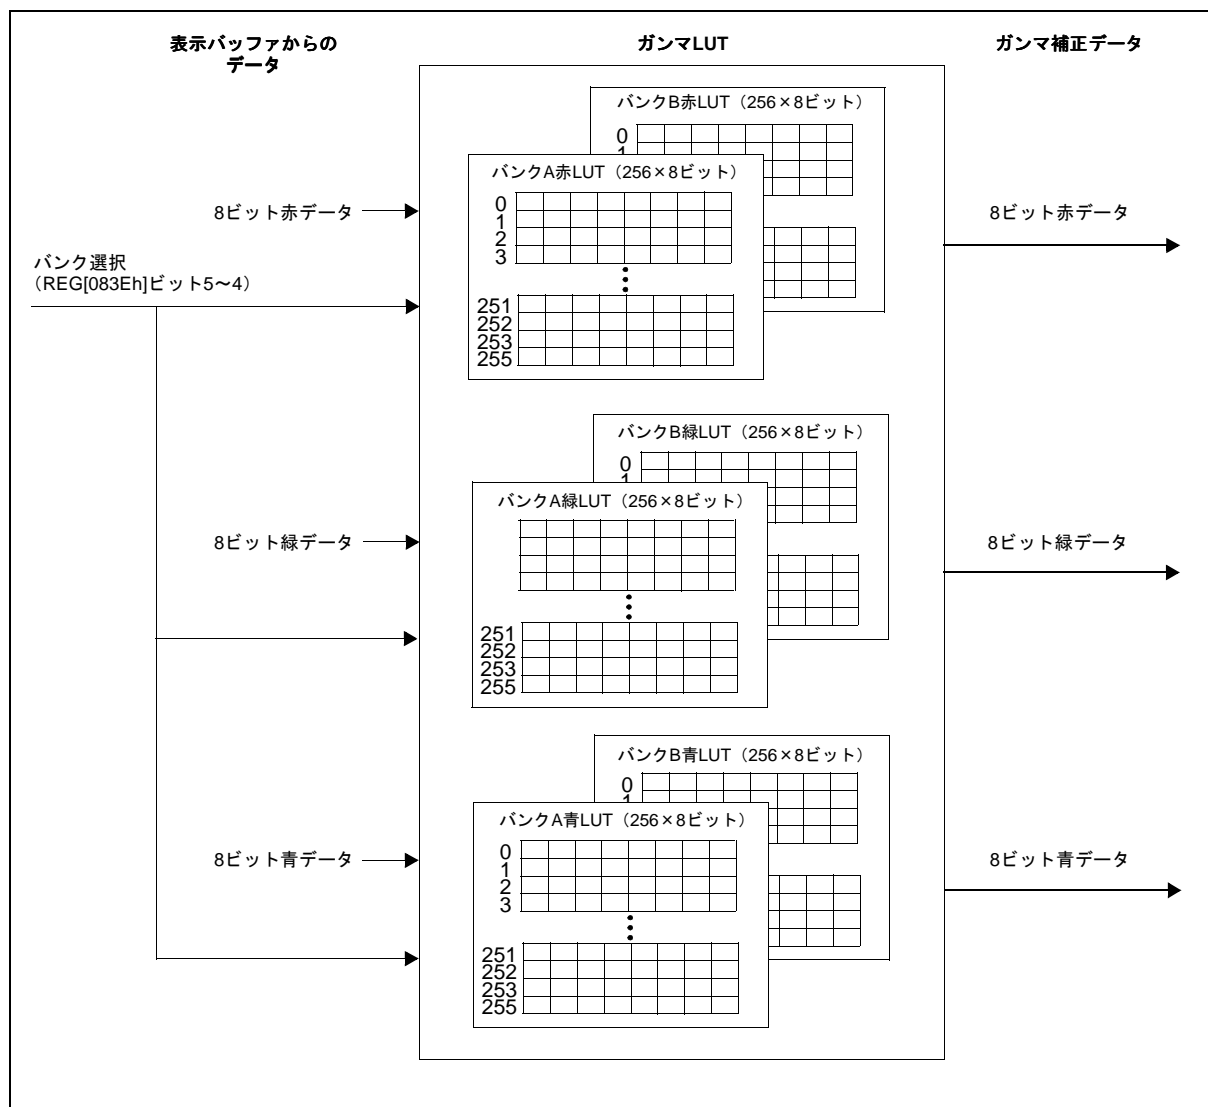 表示バッファからの
データ
ガンマLUT
ガンマ補正データ
バンクB赤LUT（256×8ビット）
0
1
バンクA赤LUT（256×8ビット）
0
1
2
3
251
252
253
255
8ビット赤データ
8ビット赤データ
バンク選択
（REG[083Eh]ビット5～4）
バンクB緑LUT（256×8ビット）
0
1
バンクA緑LUT（256×8ビット）
251
252
253
255
8ビット緑データ
8ビット緑データ
バンクB青LUT（256×8ビット）
0
1
バンクA青LUT（256×8ビット）
0
1
2
3
251
252
253
255
8ビット青データ
8ビット青データ